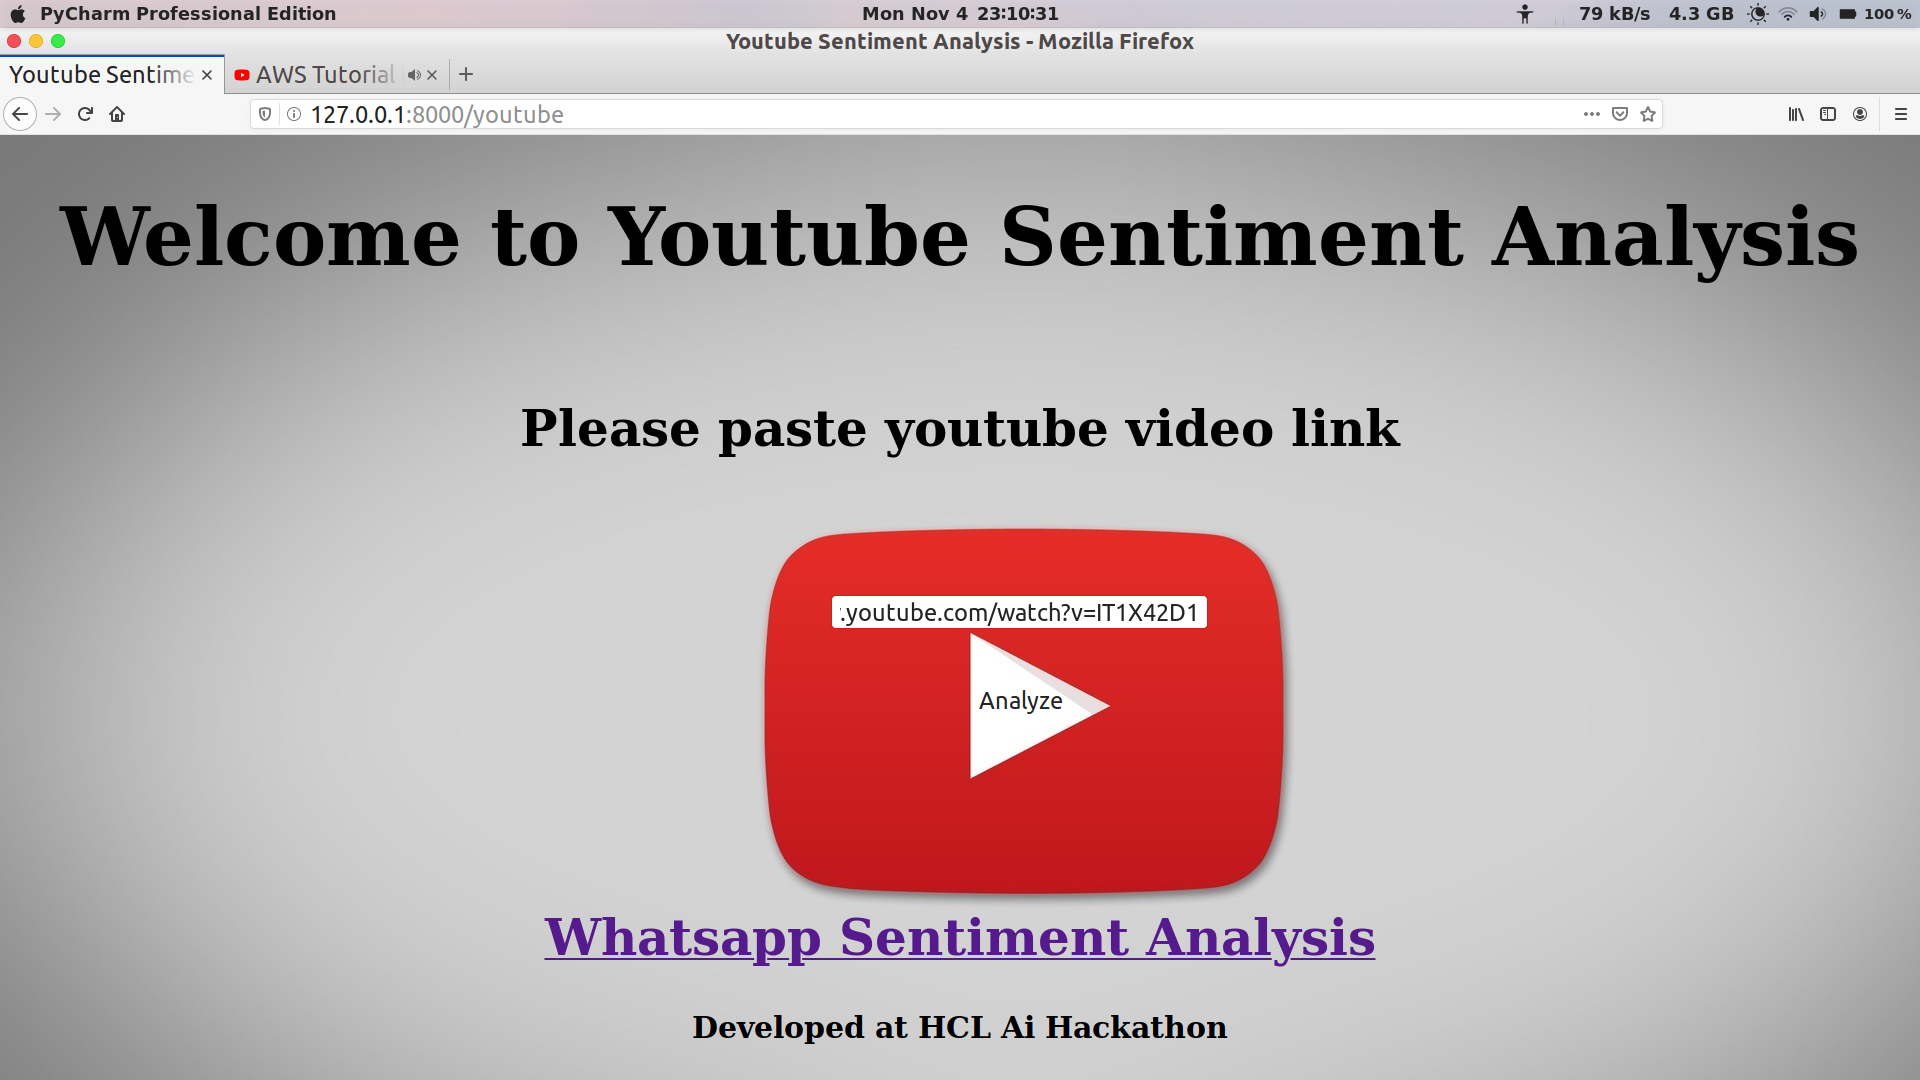 PyCharm Professional Edition
Mon Nov 4 23:10:31
79 kB/s 4.3 GB 100 %
Youtube Sentiment Analysis - Mozilla Firefox
Youtube Sentime
AWS Tutorial
127.0.0.1:8000/youtube
Welcome to Youtube Sentiment Analysis
Please paste youtube video link
.youtube.com/watch?v=IT1X42D1
Analyze
Whatsapp Sentiment Analysis
Developed at HCL Ai Hackathon